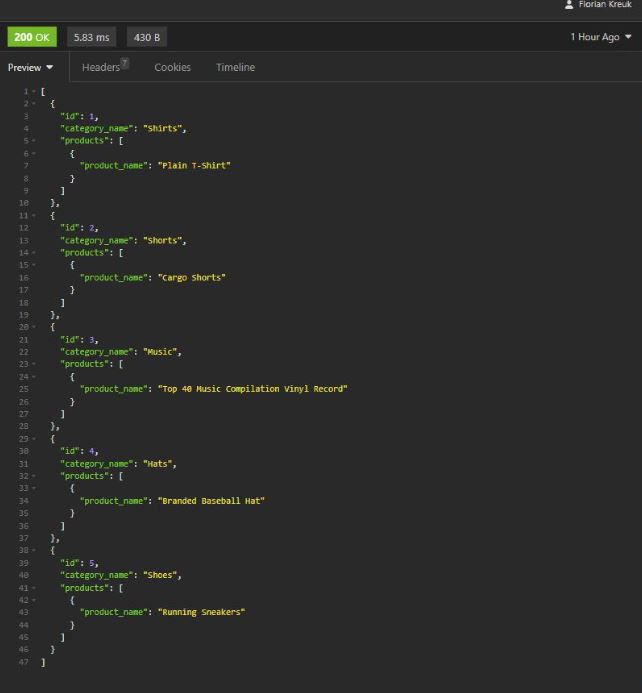 Florian Kreuk
200 OK 5.83 ms 430 B 1 Hour Ago
Preview Headers 7 Cookies Timeline
1 [
2 {
3 "id": 1,
4 "category_name": "Shirts",
5 "products": [
6 {
7 "product_name": "Plain T-Shirt"
8 }
9 ]
10 },
11 {
12 "id": 2,
13 "category_name": "Shorts",
14 "products": [
15 {
16 "product_name": "Cargo Shorts"
17 }
18 ]
19 },
20 {
21 "id": 3,
22 "category_name": "Music",
23 "products": [
24 {
25 "product_name": "Top 40 Music Compilation Vinyl Record"
26 }
27 ]
28 },
29 {
30 "id": 4,
31 "category_name": "Hats",
32 "products": [
33 {
34 "product_name": "Branded Baseball Hat"
35 }
36 ]
37 },
38 {
39 "id": 5,
40 "category_name": "Shoes",
41 "products": [
42 {
43 "product_name": "Running Sneakers"
44 }
45 ]
46 }
47 ]